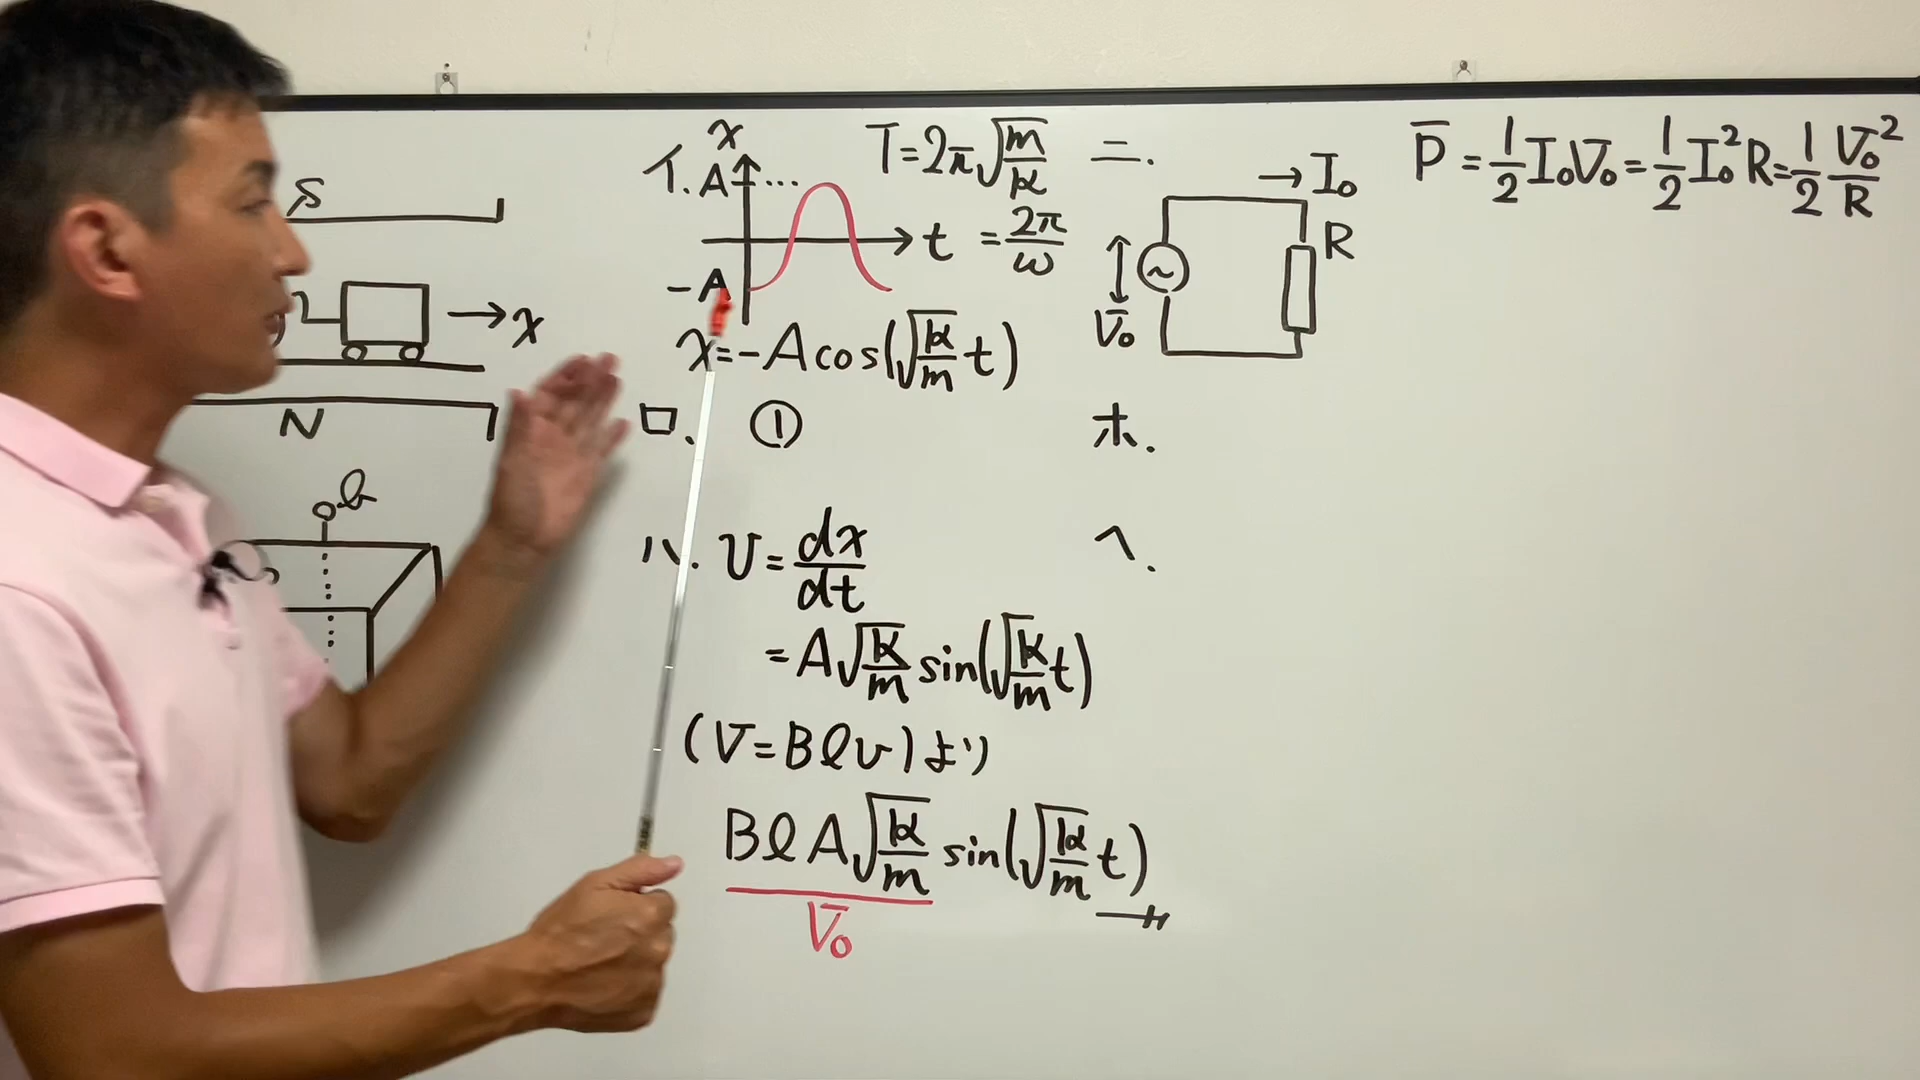 S
→x
N
b
イ. x A … -A t T=2π√(m/k)
=2π/ω
x=-Acos(√(k/m) t)
ロ. ①
ハ. v=dx/dt
=A√(k/m) sin(√(k/m) t)
(V=Blv)より
BlA√(k/m) sin(√(k/m) t)
V₀
ニ. →I₀
R
V₀
P̅=1/2 I₀V₀=1/2 I₀²R=1/2 V₀²/R
ホ.
ヘ.